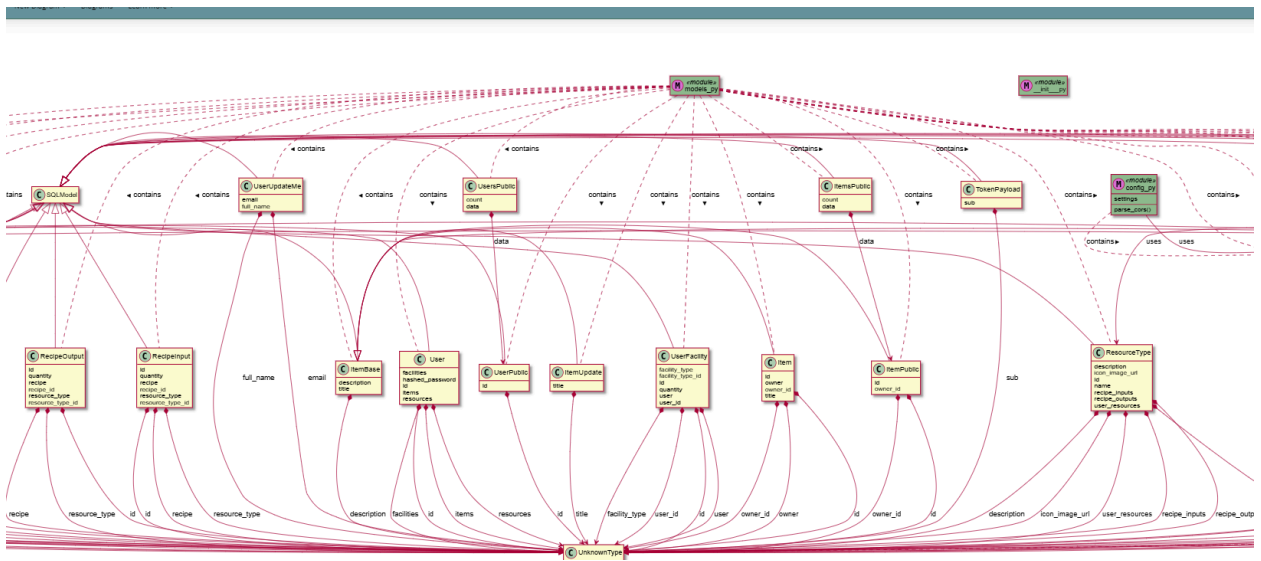 «module»
models_py
«module»
__init___py
◄ contains
◄ contains
contains►
contains►
SQLModel
UserUpdateMe
email
full_name
UsersPublic
count
data
ItemsPublic
count
data
TokenPayload
sub
«module»
config_py
settings
parse_cors()
tains
◄ contains
◄ contains
contains
▼
contains
▼
contains
▼
contains
▼
contains
▼
contains
▼
contains►
contains►
data
data
contains►
uses
uses
RecipeOutput
id
quantity
recipe
recipe_id
resource_type
resource_type_id
RecipeInput
id
quantity
recipe
recipe_id
resource_type
resource_type_id
full_name
email
ItemBase
description
title
User
facilities
hashed_password
id
items
resources
UserPublic
id
ItemUpdate
title
UserFacility
facility_type
facility_type_id
id
quantity
user
user_id
Item
id
owner
owner_id
title
ItemPublic
id
owner_id
sub
ResourceType
description
icon_image_url
id
name
recipe_inputs
recipe_outputs
user_resources
recipe
resource_type
id
id
recipe
resource_type
description
facilities
id
items
resources
id
title
facility_type
user_id
id
user
owner_id
owner
id
owner_id
id
description
icon_image_url
user_resources
recipe_inputs
recipe_outp
UnknownType